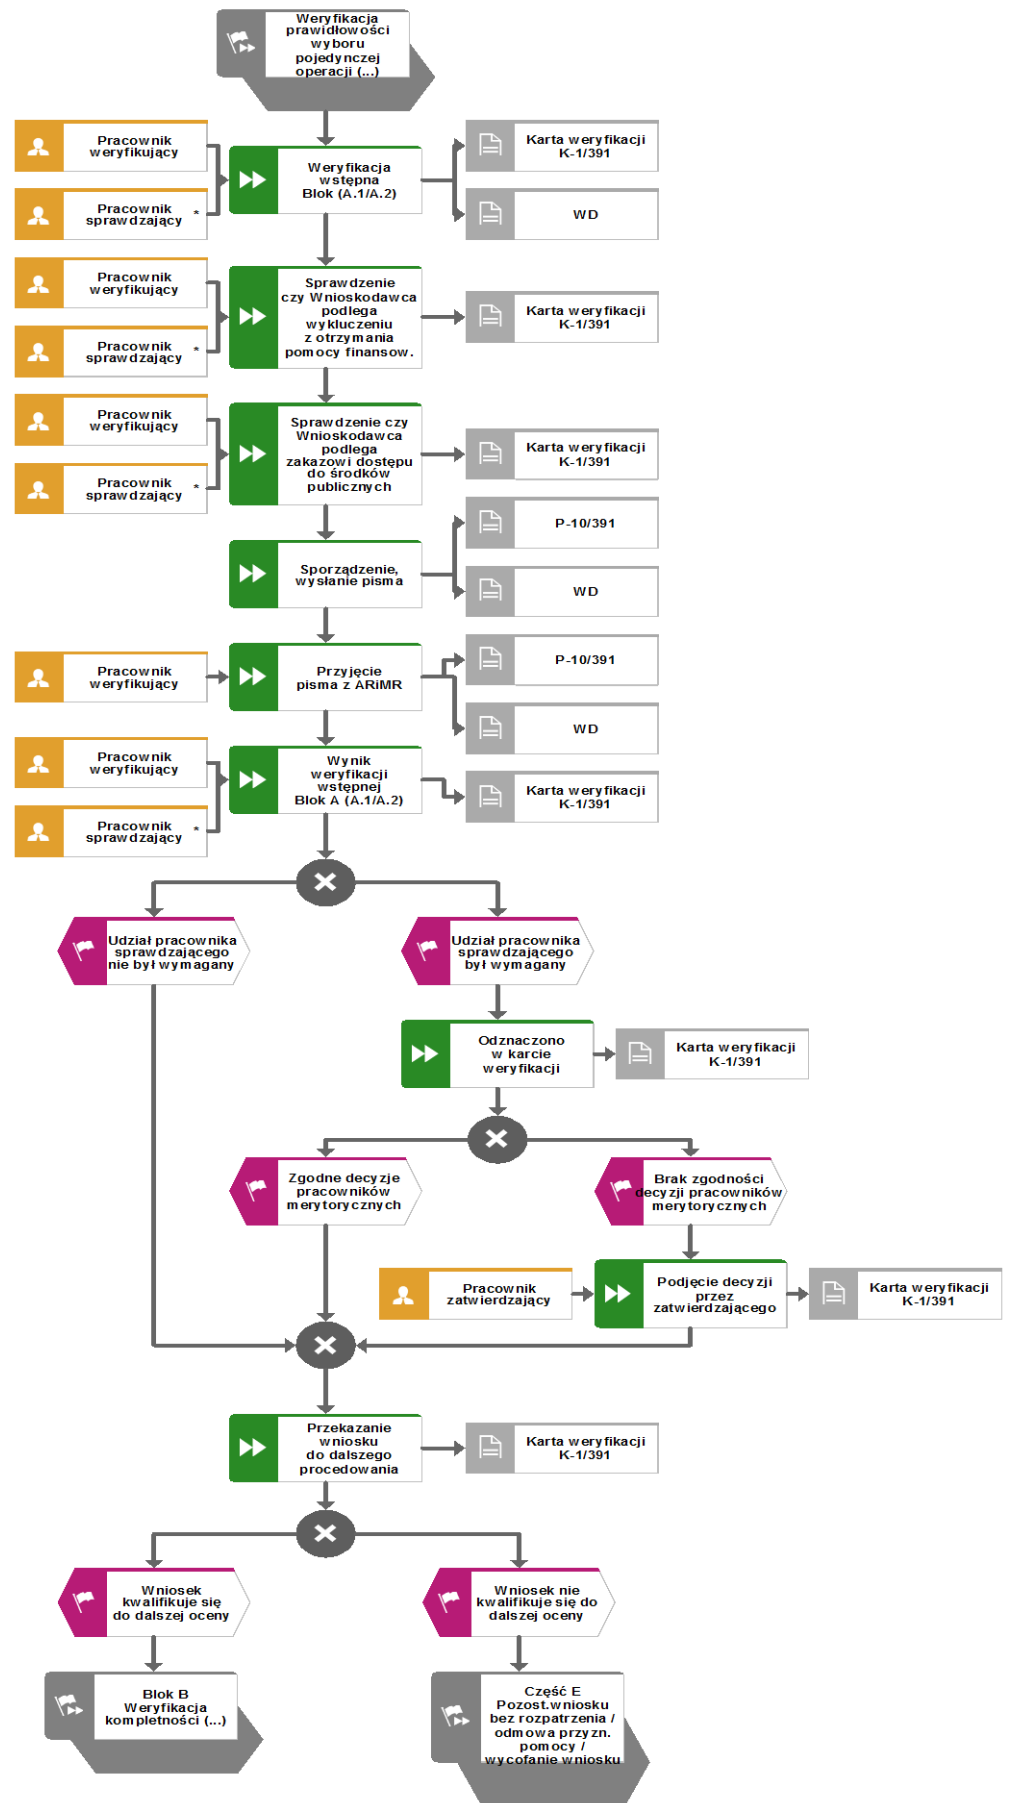 Weryfikacja
prawidłowości
wyboru
pojedynczej
operacji (...)
Pracownik
weryfikujący
Pracownik *
sprawdzający
Weryfikacja
wstępna
Blok (A.1/A.2)
Karta weryfikacji
K-1/391
WD
Pracownik
weryfikujący
Pracownik *
sprawdzający
Sprawdzenie
czy Wnioskodawca
podlega
wykluczeniu
z otrzymania
pomocy finansow.
Karta weryfikacji
K-1/391
Pracownik
weryfikujący
Pracownik *
sprawdzający
Sprawdzenie czy
Wnioskodawca
podlega
zakazowi dostępu
do środków
publicznych
Karta weryfikacji
K-1/391
Sporządzenie,
wysłanie pisma
P-10/391
WD
Pracownik
weryfikujący
Przyjęcie
pisma z ARiMR
P-10/391
WD
Pracownik
weryfikujący
Pracownik *
sprawdzający
Wynik
weryfikacji
wstępnej
Blok A (A.1/A.2)
Karta weryfikacji
K-1/391
Udział pracownika
sprawdzającego
nie był wymagany
Udział pracownika
sprawdzającego
był wymagany
Odznaczono
w karcie
weryfikacji
Karta weryfikacji
K-1/391
Zgodne decyzje
pracowników
merytorycznych
Brak zgodności
decyzji pracowników
merytorycznych
Pracownik
zatwierdzający
Podjęcie decyzji
przez
zatwierdzającego
Karta weryfikacji
K-1/391
Przekazanie
wniosku
do dalszego
procedowania
Karta weryfikacji
K-1/391
Wniosek
kwalifikuje się
do dalszej oceny
Wniosek nie
kwalifikuje się do
dalszej oceny
Blok B
Weryfikacja
kompletności (...)
Część E
Pozost.wniosku
bez rozpatrzenia /
odmowa przyzn.
pomocy /
wycofanie wniosku